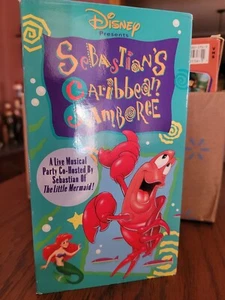 Disney
Presents
SEBASTIAN'S
CARIBBEAN
JAMBOREE
A Live Musical
Party Co-Hosted By
Sebastian Of
The Little Mermaid!